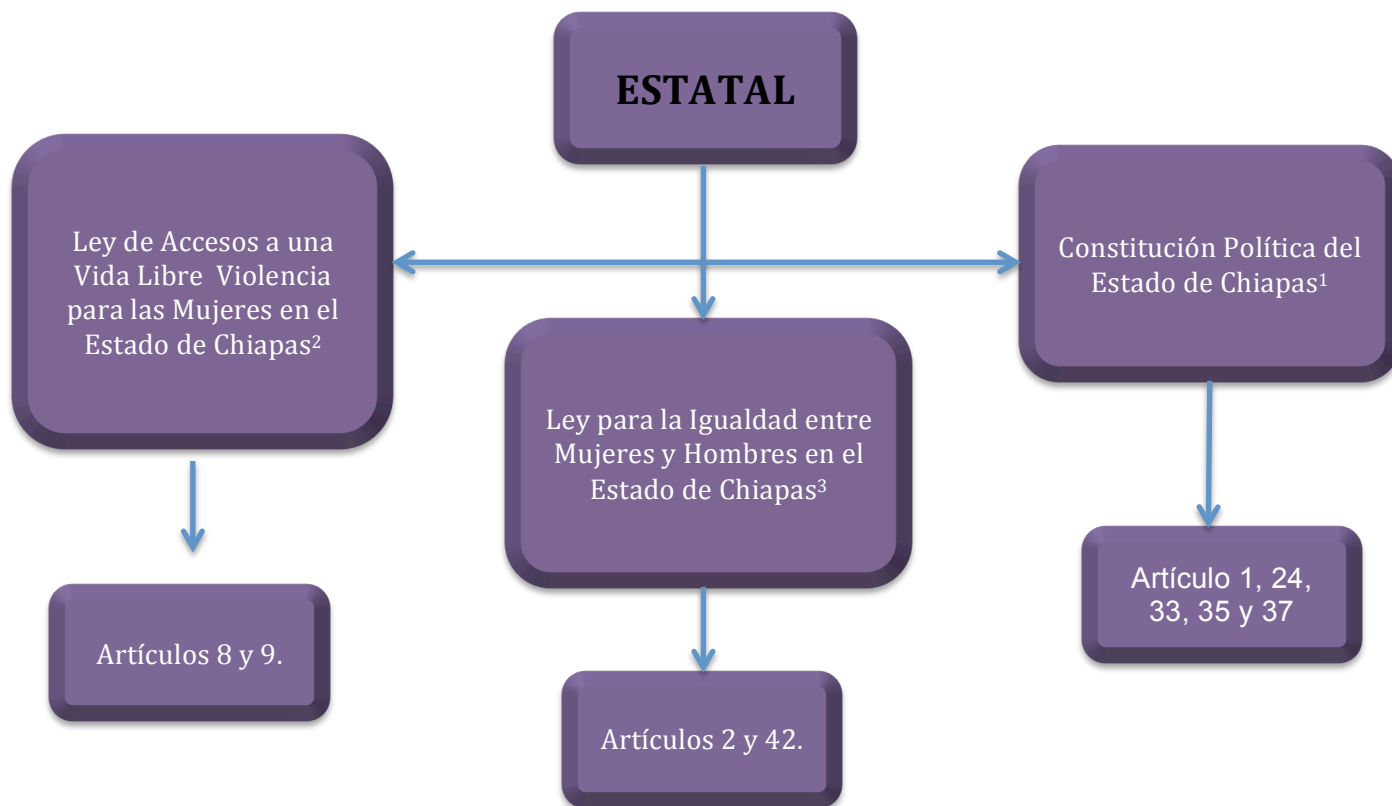 ESTATAL
Ley de Accesos a una
Vida Libre Violencia
para las Mujeres en el
Estado de Chiapas²
Constitución Política del
Estado de Chiapas¹
Ley para la Igualdad entre
Mujeres y Hombres en el
Estado de Chiapas³
Artículo 1, 24,
33, 35 y 37
Artículos 8 y 9.
Artículos 2 y 42.